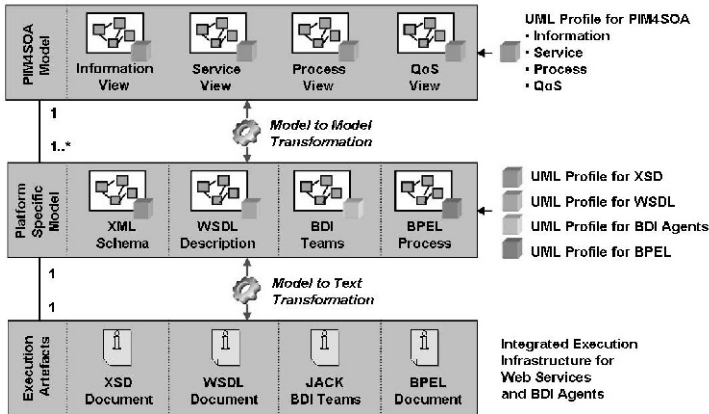 PIM4SOA
Model
Information
View
Service
View
Process
View
QoS
View
UML Profile for PIM4SOA
• Information
• Service
• Process
• QoS
1
1..*
Model to Model
Transformation
Platform
Specific
Model
XML
Schema
WSDL
Description
BDI
Teams
BPEL
Process
UML Profile for XSD
UML Profile for WSDL
UML Profile for BDI Agents
UML Profile for BPEL
1
1
Model to Text
Transformation
Execution
Artefacts
i
i
i
i
XSD
Document
WSDL
Document
JACK
BDI Teams
BPEL
Document
Integrated Execution
Infrastructure for
Web Services
and BDI Agents